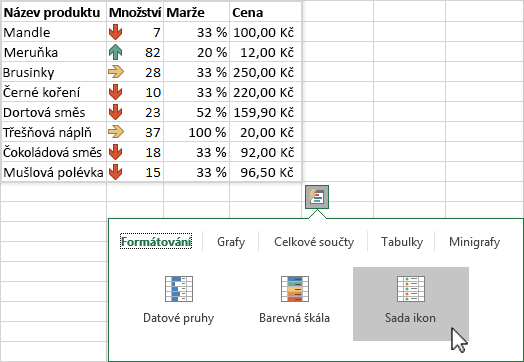 Název produktu Množství Marže Cena
Mandle 7 33 % 100,00 Kč
Meruňka 82 20 % 12,00 Kč
Brusinky 28 33 % 250,00 Kč
Černé koření 10 33 % 220,00 Kč
Dortová směs 23 52 % 159,90 Kč
Třešňová náplň 37 100 % 20,00 Kč
Čokoládová směs 18 33 % 92,00 Kč
Mušlová polévka 15 33 % 96,50 Kč
Formátování Grafy Celkové součty Tabulky Minigrafy
Datové pruhy Barevná škála Sada ikon